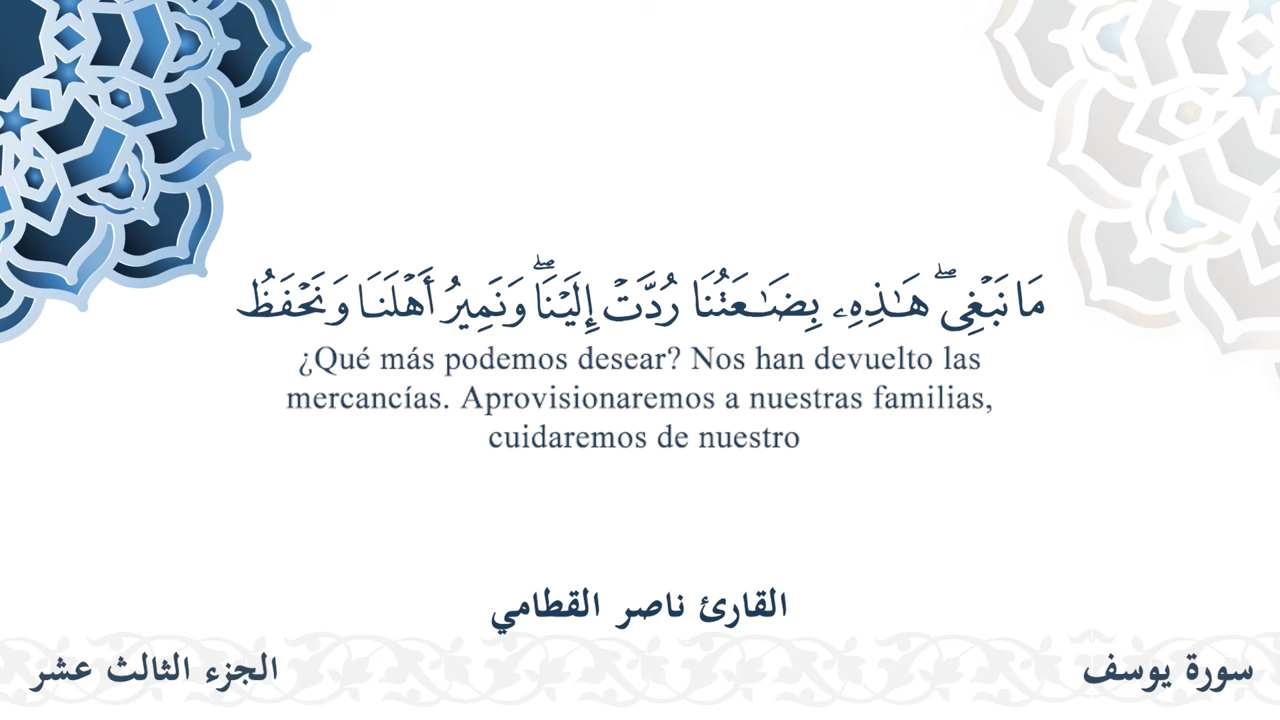 مَا نَبْغِى ۖ هَـٰذِهِۦ بِضَـٰعَتُنَا رُدَّتْ إِلَيْنَا ۖ وَنَمِيرُ أَهْلَنَا وَنَحْفَظُ
¿Qué más podemos desear? Nos han devuelto las
mercancías. Aprovisionaremos a nuestras familias,
cuidaremos de nuestro
القارئ ناصر القطامي
سورة يوسف
الجزء الثالث عشر